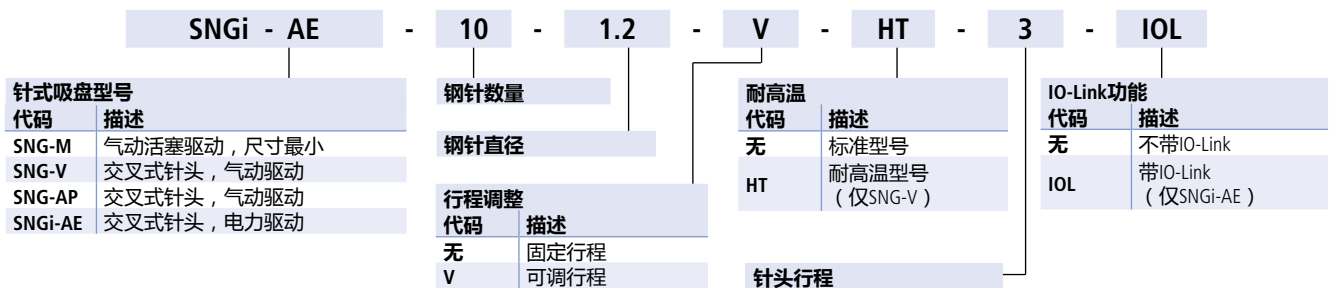 SNGi - AE - 10 - 1.2 - V - HT - 3 - IOL
针式吸盘型号
代码 描述
SNG-M 气动活塞驱动，尺寸最小
SNG-V 交叉式针头，气动驱动
SNG-AP 交叉式针头，气动驱动
SNGi-AE 交叉式针头，电力驱动
钢针数量
钢针直径
行程调整
代码 描述
无 固定行程
V 可调行程
耐高温
代码 描述
无 标准型号
HT 耐高温型号
（仅SNG-V）
针头行程
IO-Link功能
代码 描述
无 不带IO-Link
IOL 带IO-Link
（仅SNGi-AE）